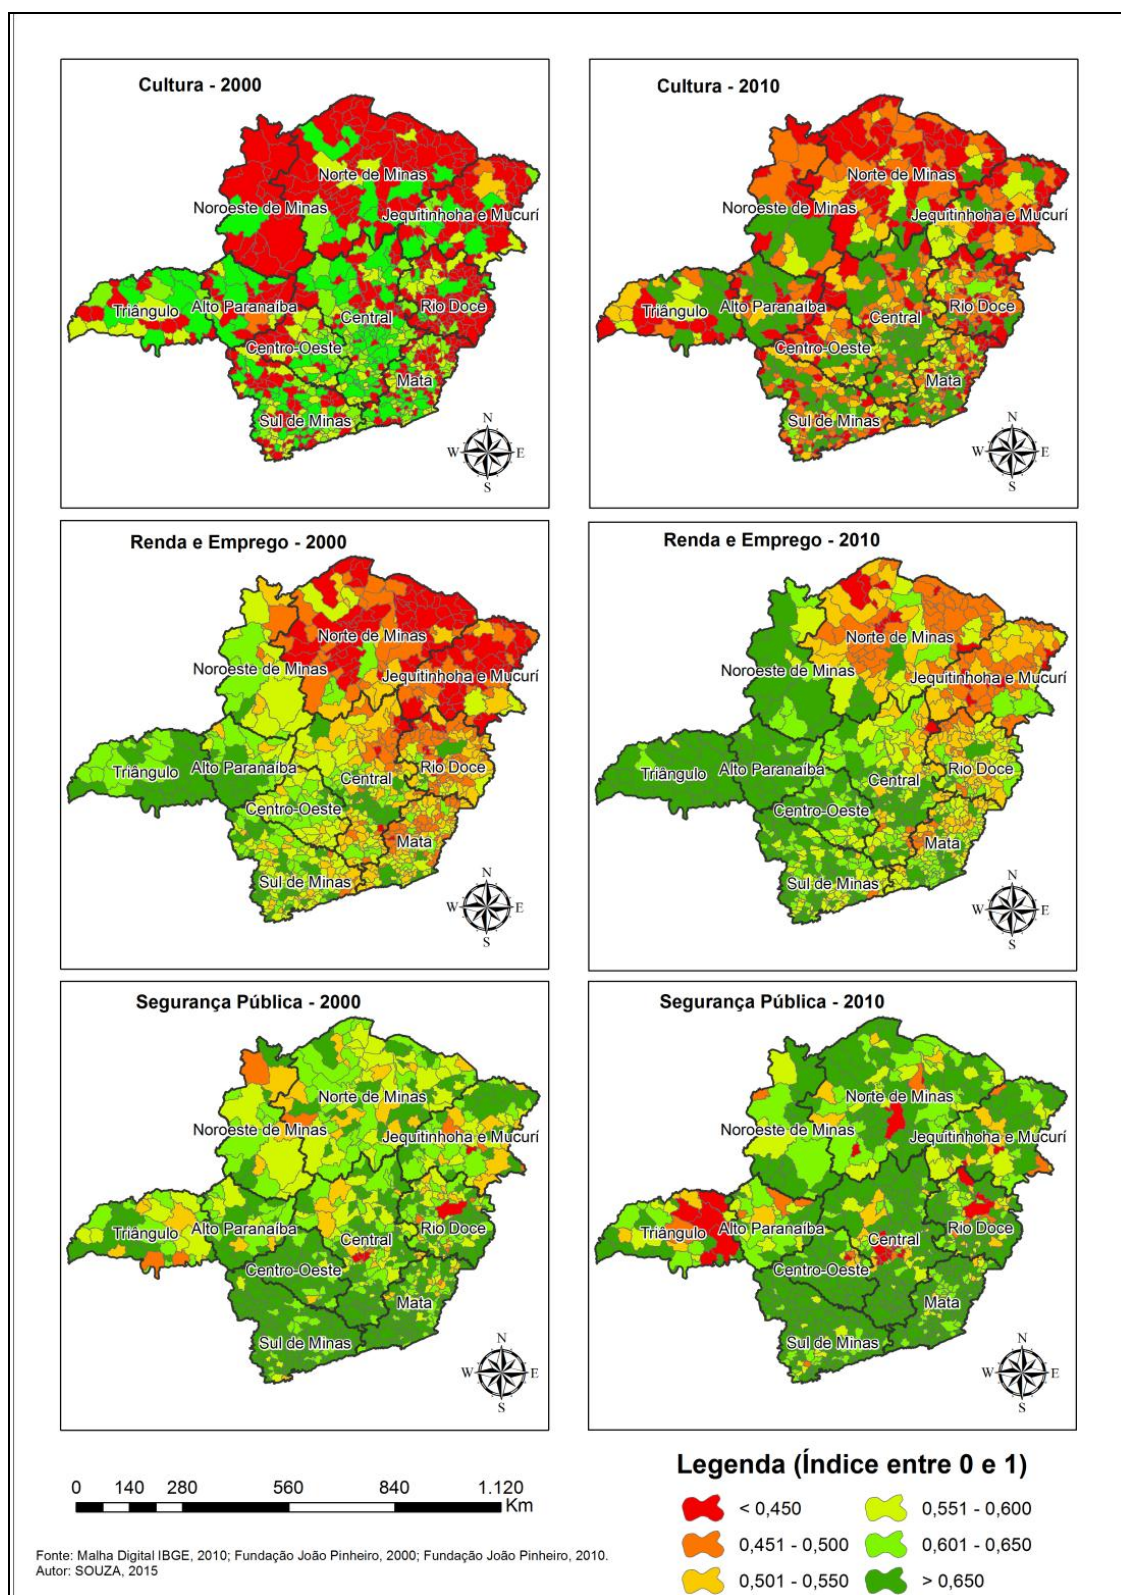 Cultura - 2000
Norte de Minas
Noroeste de Minas
Jequitinhoha e Mucurí
Triângulo
Alto Paranaíba
Central
Rio Doce
Centro-Oeste
Mata
Sul de Minas
N
W
E
S
Cultura - 2010
Norte de Minas
Noroeste de Minas
Jequitinhoha e Mucurí
Triângulo
Alto Paranaíba
Central
Rio Doce
Centro-Oeste
Mata
Sul de Minas
N
W
E
S
Renda e Emprego - 2000
Norte de Minas
Noroeste de Minas
Jequitinhoha e Mucurí
Triângulo
Alto Paranaíba
Central
Rio Doce
Centro-Oeste
Mata
Sul de Minas
N
W
E
S
Renda e Emprego - 2010
Norte de Minas
Noroeste de Minas
Jequitinhoha e Mucurí
Triângulo
Alto Paranaíba
Central
Rio Doce
Centro-Oeste
Mata
Sul de Minas
N
W
E
S
Segurança Pública - 2000
Norte de Minas
Noroeste de Minas
Jequitinhoha e Mucurí
Triângulo
Alto Paranaíba
Central
Rio Doce
Centro-Oeste
Mata
Sul de Minas
N
W
E
S
Segurança Pública - 2010
Norte de Minas
Noroeste de Minas
Jequitinhoha e Mucurí
Triângulo
Alto Paranaíba
Central
Rio Doce
Centro-Oeste
Mata
Sul de Minas
N
W
E
S
0 140 280 560 840 1.120
Km
Fonte: Malha Digital IBGE, 2010; Fundação João Pinheiro, 2000; Fundação João Pinheiro, 2010.
Autor: SOUZA, 2015
Legenda (Índice entre 0 e 1)
< 0,450
0,451 - 0,500
0,501 - 0,550
0,551 - 0,600
0,601 - 0,650
> 0,650